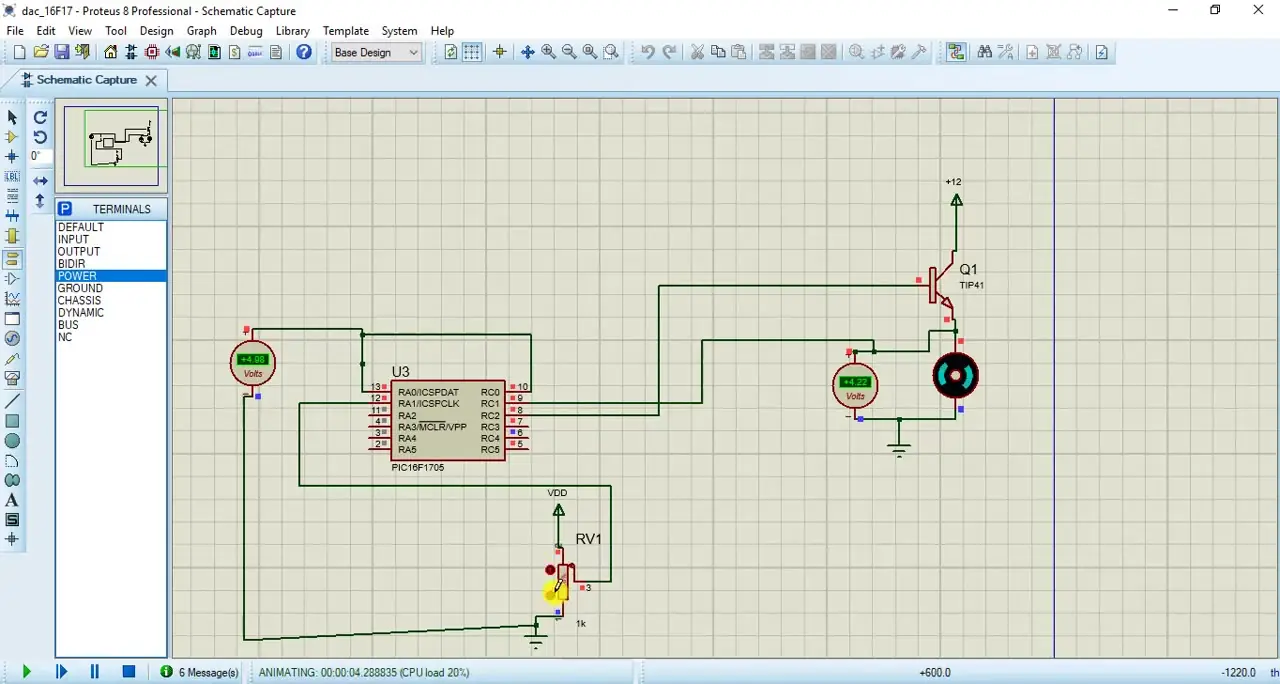 dac_16F17 - Proteus 8 Professional - Schematic Capture
File Edit View Tool Design Graph Debug Library Template System Help
Base Design
Schematic Capture
0°
LBL
P TERMINALS
DEFAULT
INPUT
OUTPUT
BIDIR
POWER
GROUND
CHASSIS
DYNAMIC
BUS
NC
A
S
+12
Q1
TIP41
+4.98
Volts
+4.22
Volts
U3
13 RA0/ICSPDAT RC0 10
12 RA1/ICSPCLK RC1 9
11 RA2 RC2 8
4 RA3/MCLR/VPP RC3 7
3 RA4 RC4 6
2 RA5 RC5 5
PIC16F1705
VDD
RV1
3
1k
6 Message(s) ANIMATING: 00:00:04.288835 (CPU load 20%) +600.0 -1220.0 th